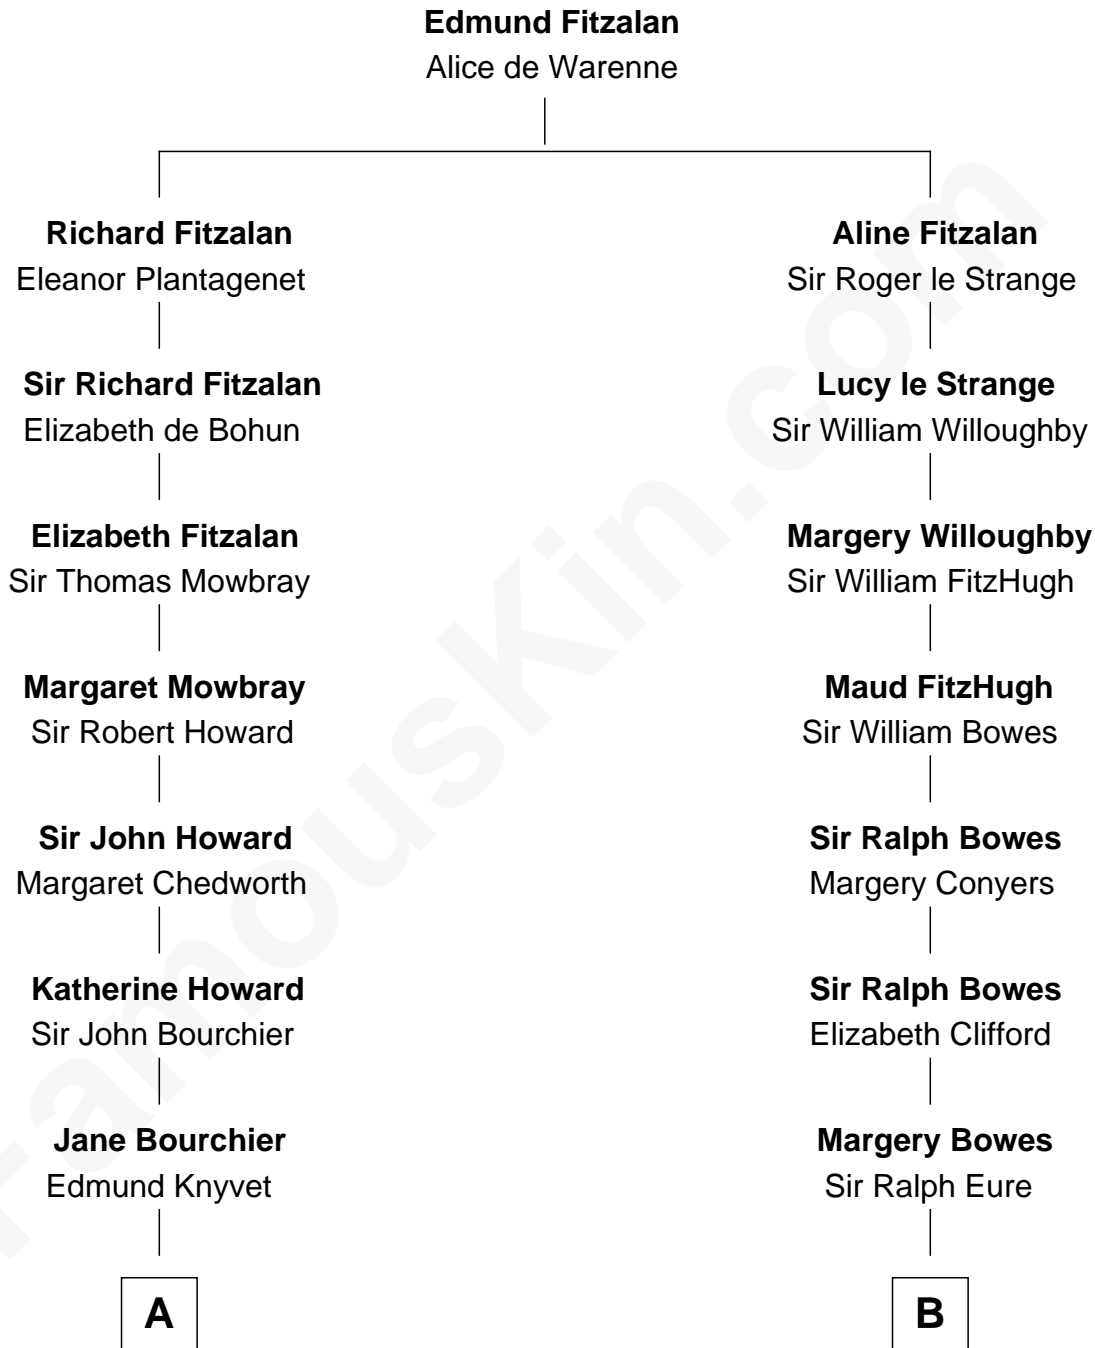 Edmund Fitzalan
Alice de Warenne
Richard Fitzalan
Eleanor Plantagenet
Aline Fitzalan
Sir Roger le Strange
Sir Richard Fitzalan
Elizabeth de Bohun
Lucy le Strange
Sir William Willoughby
Elizabeth Fitzalan
Sir Thomas Mowbray
Margery Willoughby
Sir William FitzHugh
Margaret Mowbray
Sir Robert Howard
Maud FitzHugh
Sir William Bowes
Sir John Howard
Margaret Chedworth
Sir Ralph Bowes
Margery Conyers
Katherine Howard
Sir John Bourchier
Sir Ralph Bowes
Elizabeth Clifford
Jane Bourchier
Edmund Knyvet
Margery Bowes
Sir Ralph Eure
A
B
FamousKin.com